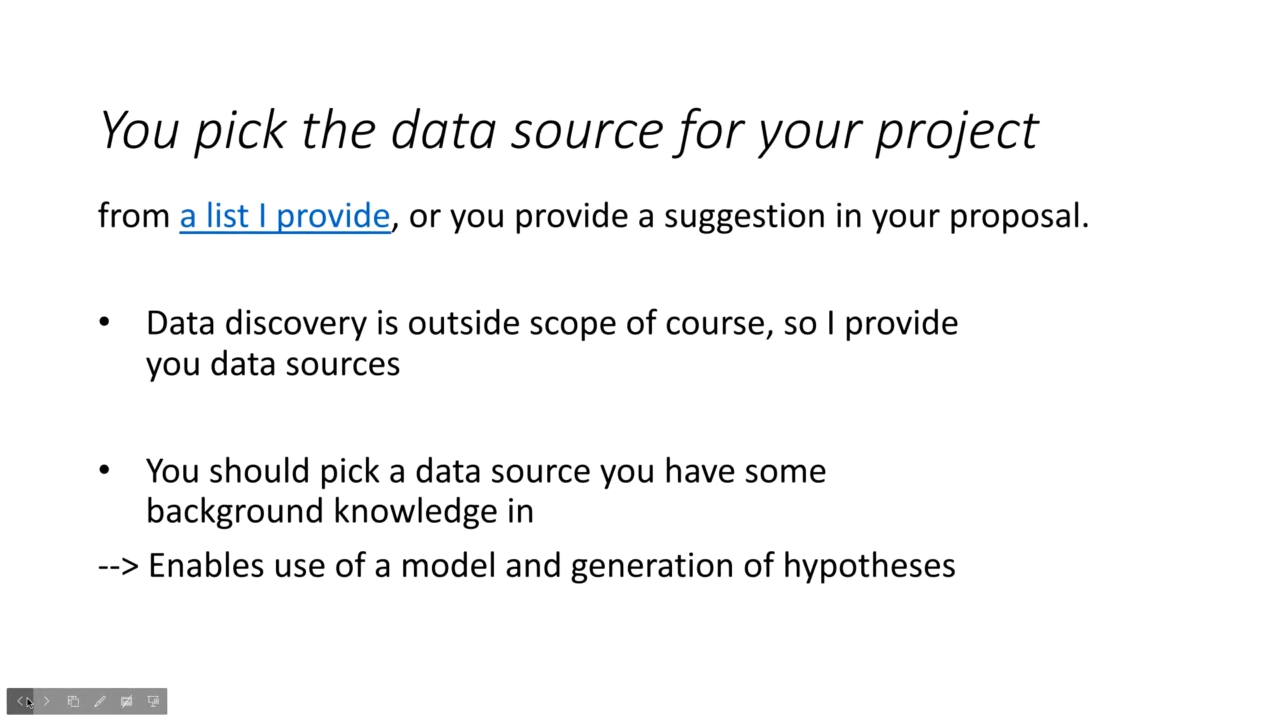 You pick the data source for your project
from a list I provide, or you provide a suggestion in your proposal.
• Data discovery is outside scope of course, so I provide
you data sources
• You should pick a data source you have some
background knowledge in
--> Enables use of a model and generation of hypotheses